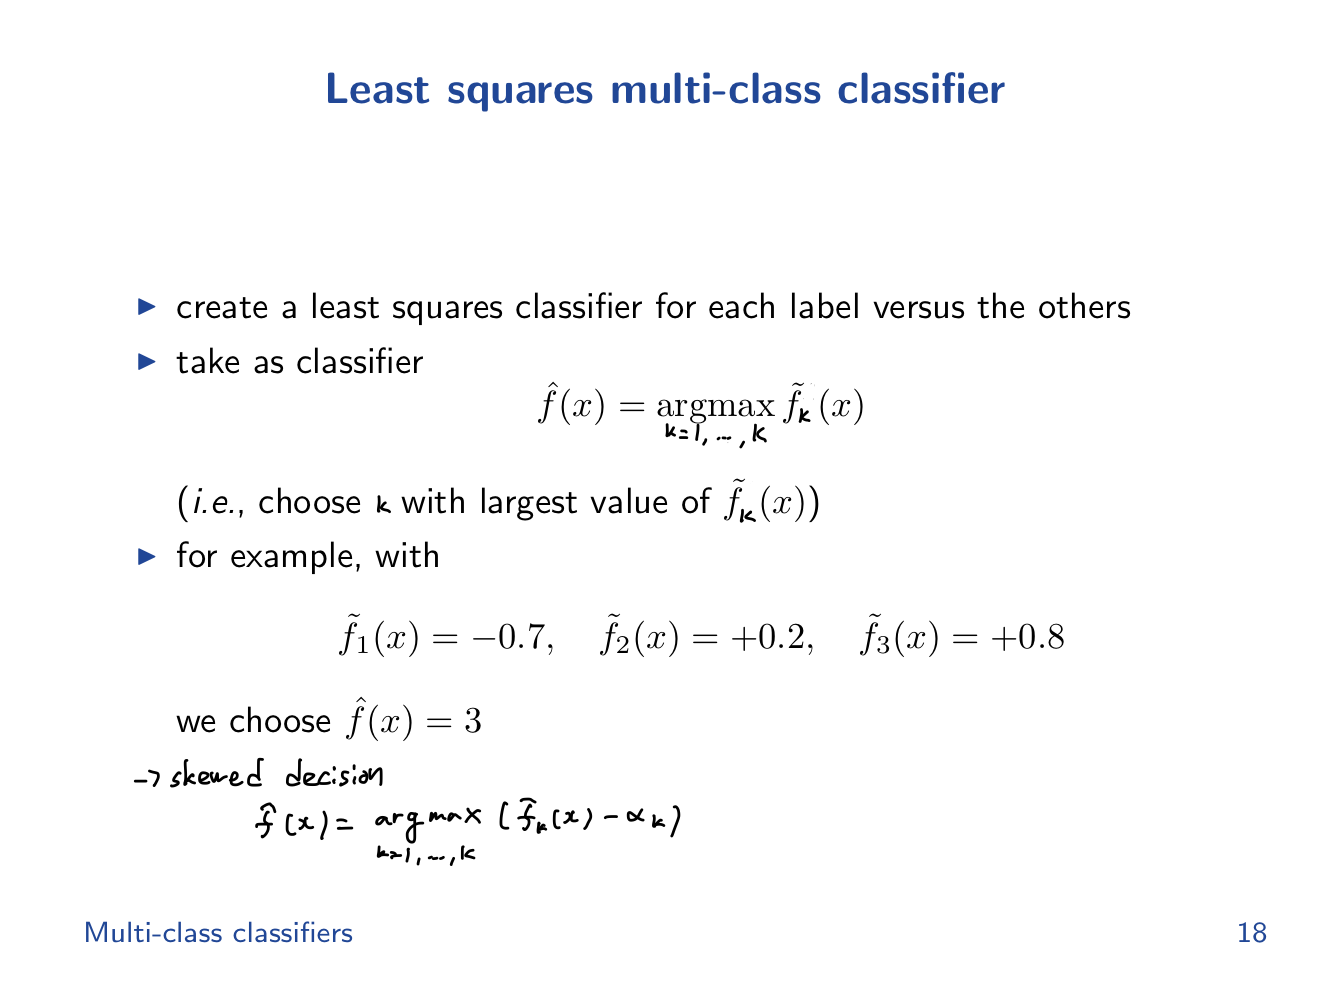 Least squares multi-class classifier
▶ create a least squares classifier for each label versus the others
▶ take as classifier
f̂(x) = argmax f̃ₖ(x)
k=1, ..., K
(i.e., choose k with largest value of f̃ₖ(x))
▶ for example, with
f̃₁(x) = −0.7, f̃₂(x) = +0.2, f̃₃(x) = +0.8
we choose f̂(x) = 3
→ skewed decision
f̂(x) = argmax (f̃ₖ(x) − αₖ)
k=1, ..., K
Multi-class classifiers 18